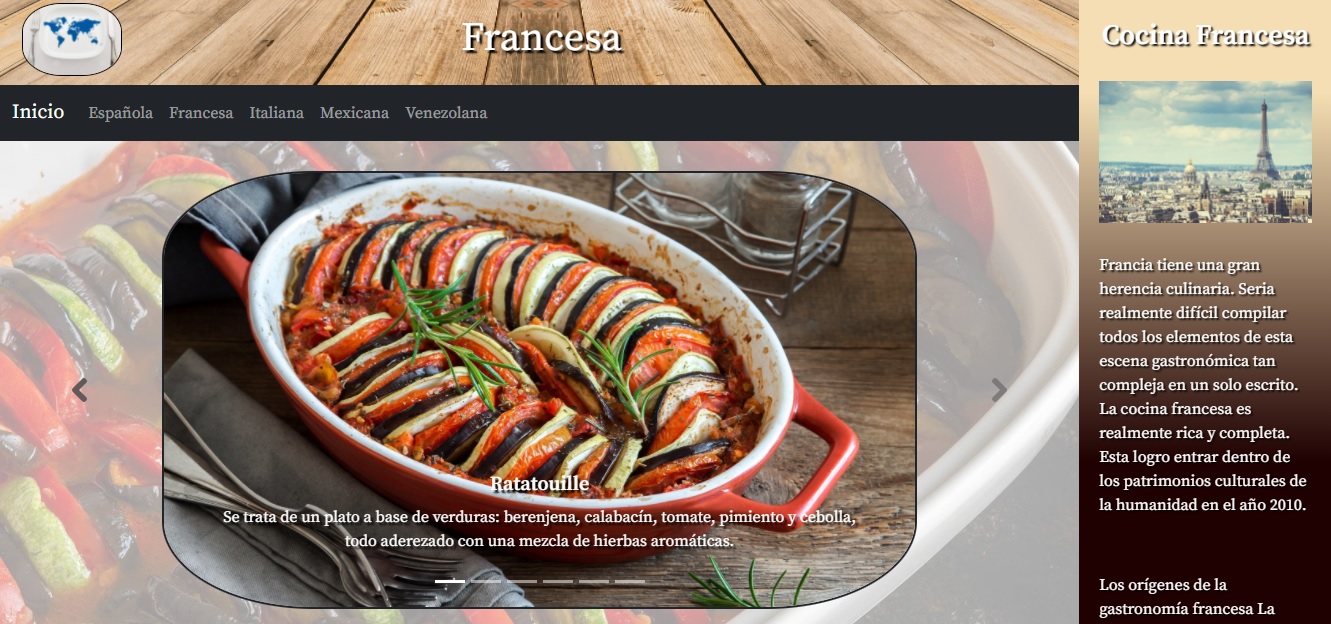 Francesa
Inicio Española Francesa Italiana Mexicana Venezolana
Ratatouille
Se trata de un plato a base de verduras: berenjena, calabacín, tomate, pimiento y cebolla,
todo aderezado con una mezcla de hierbas aromáticas.
Cocina Francesa
Francia tiene una gran
herencia culinaria. Seria
realmente difícil compilar
todos los elementos de esta
escena gastronómica tan
compleja en un solo escrito.
La cocina francesa es
realmente rica y completa.
Esta logro entrar dentro de
los patrimonios culturales de
la humanidad en el año 2010.
Los orígenes de la
gastronomía francesa La